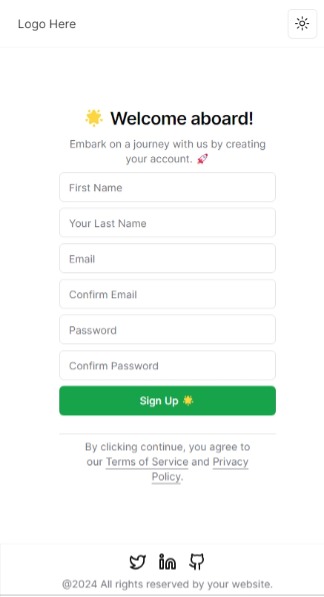 Logo Here
🌟 Welcome aboard!
Embark on a journey with us by creating
your account. 🚀
First Name
Your Last Name
Email
Confirm Email
Password
Confirm Password
Sign Up 🌟
By clicking continue, you agree to
our Terms of Service and Privacy
Policy.
@2024 All rights reserved by your website.